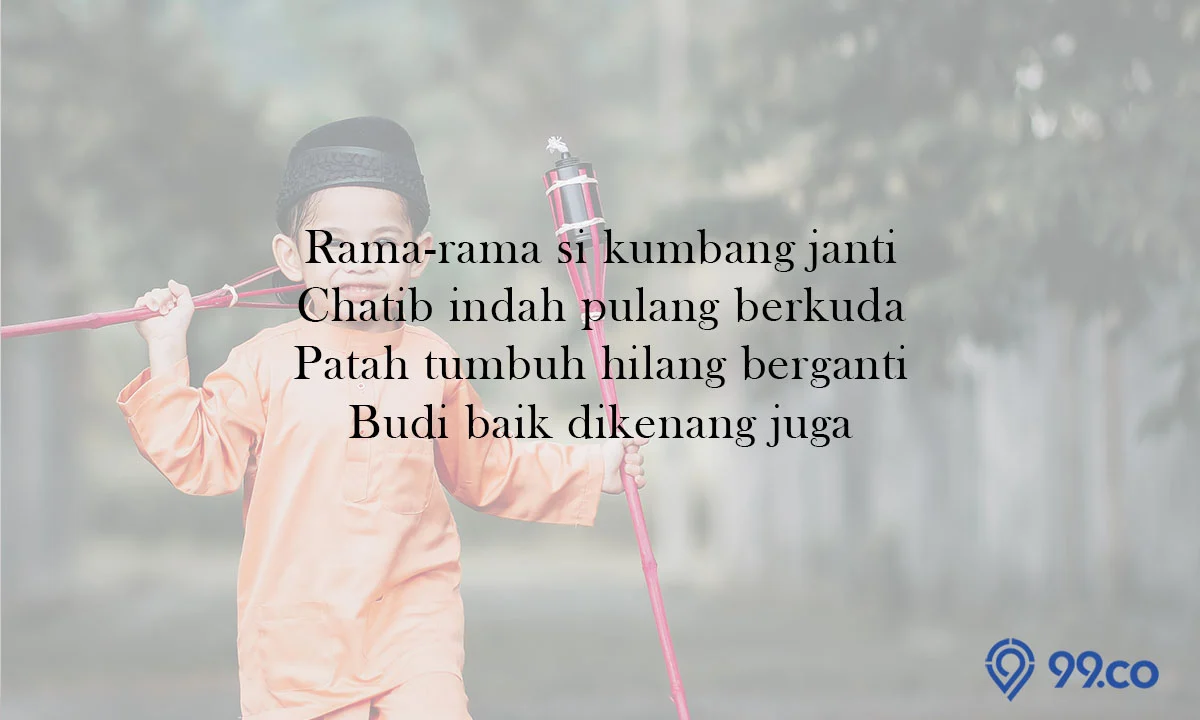 Rama-rama si kumbang janti
Chatib indah pulang berkuda
Patah tumbuh hilang berganti
Budi baik dikenang juga
99.co